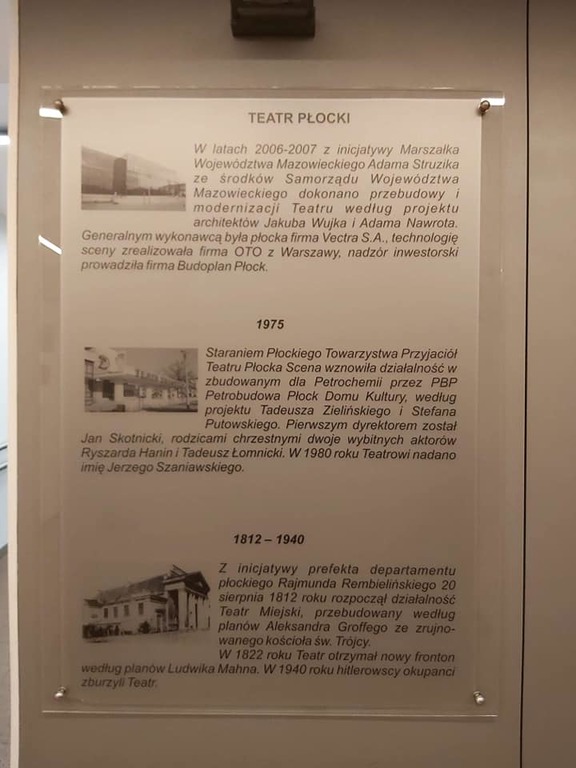 TEATR PŁOCKI
W latach 2006-2007 z inicjatywy Marszałka
Województwa Mazowieckiego Adama Struzika
ze środków Samorządu Województwa
Mazowieckiego dokonano przebudowy i
modernizacji Teatru według projektu
architektów Jakuba Wujka i Adama Nawrota.
Generalnym wykonawcą była płocka firma Vectra S.A., technologię
sceny zrealizowała firma OTO z Warszawy, nadzór inwestorski
prowadziła firma Budoplan Płock.
1975
Staraniem Płockiego Towarzystwa Przyjaciół
Teatru Płocka Scena wznowiła działalność w
zbudowanym dla Petrochemii przez PBP
Petrobudowa Płock Domu Kultury, według
projektu Tadeusza Zielińskiego i Stefana
Putowskiego. Pierwszym dyrektorem został
Jan Skotnicki, rodzicami chrzestnymi dwoje wybitnych aktorów
Ryszarda Hanin i Tadeusz Łomnicki. W 1980 roku Teatrowi nadano
imię Jerzego Szaniawskiego.
1812 – 1940
Z inicjatywy prefekta departamentu
płockiego Rajmunda Rembielińskiego 20
sierpnia 1812 roku rozpoczął działalność
Teatr Miejski, przebudowany według
planów Aleksandra Groffego ze zrujno-
wanego kościoła św. Trójcy.
W 1822 roku Teatr otrzymał nowy fronton
według planów Ludwika Mahna. W 1940 roku hitlerowscy okupanci
zburzyli Teatr.